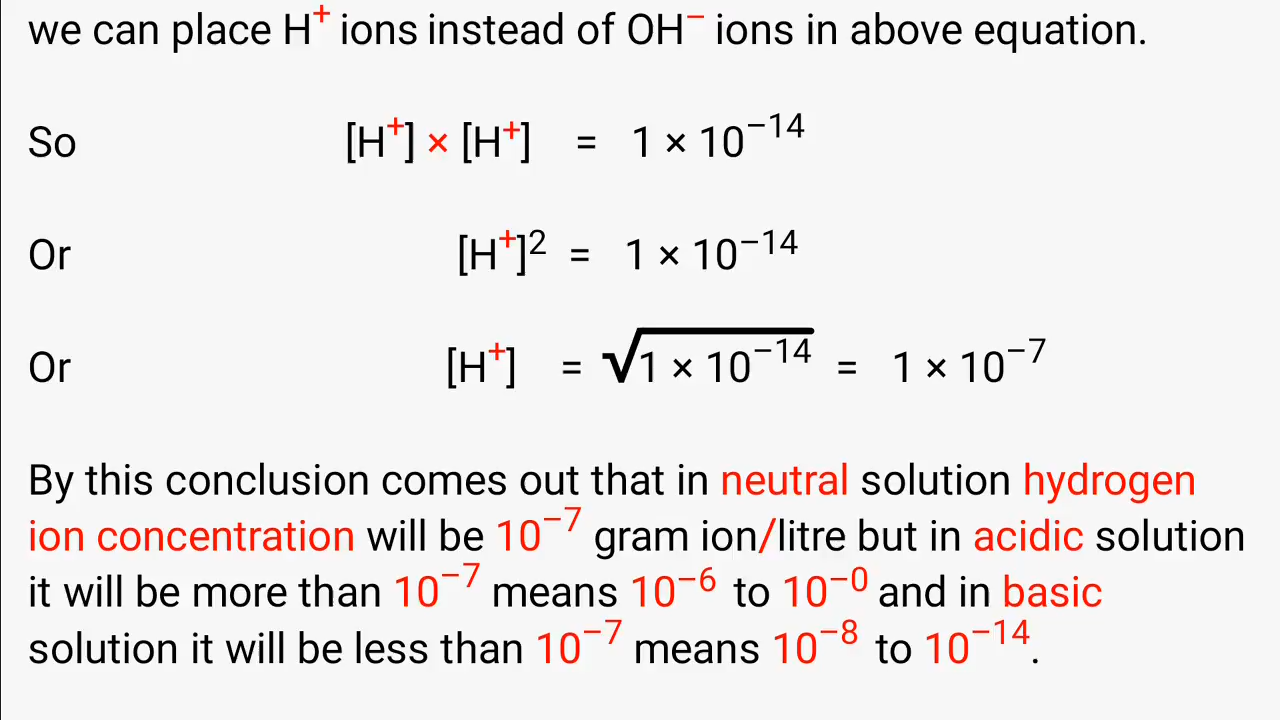 we can place H⁺ ions instead of OH⁻ ions in above equation.
So [H⁺] × [H⁺] = 1 × 10⁻¹⁴
Or [H⁺]² = 1 × 10⁻¹⁴
Or [H⁺] = √1 × 10⁻¹⁴ = 1 × 10⁻⁷
By this conclusion comes out that in neutral solution hydrogen
ion concentration will be 10⁻⁷ gram ion/litre but in acidic solution
it will be more than 10⁻⁷ means 10⁻⁶ to 10⁻⁰ and in basic
solution it will be less than 10⁻⁷ means 10⁻⁸ to 10⁻¹⁴.